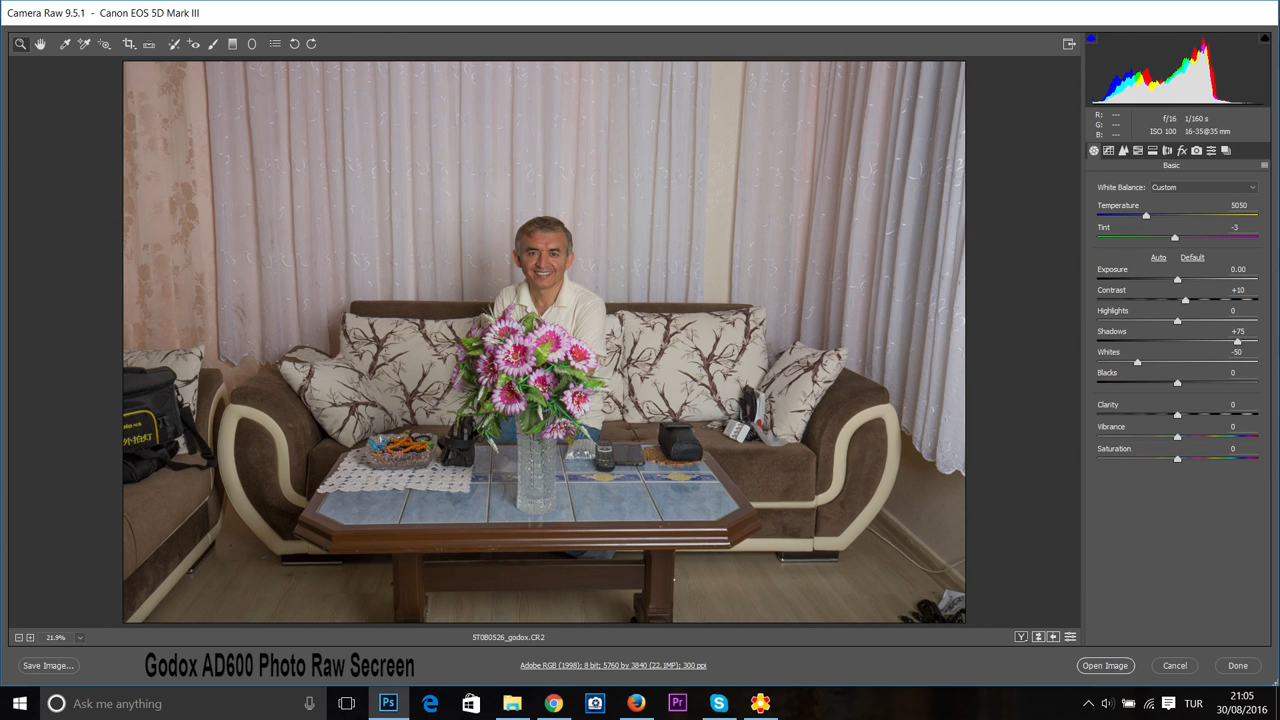 Camera Raw 9.5.1 - Canon EOS 5D Mark III
R: ---
G: ---
B: ---
f/16 1/160 s
ISO 100 16-35@35 mm
Basic
White Balance: Custom
Temperature 5050
Tint -3
Auto Default
Exposure 0.00
Contrast +10
Highlights 0
Shadows +75
Whites -50
Blacks 0
Clarity 0
Vibrance 0
Saturation 0
21.9%
5T0B0526_godox.CR2
Y
Save Image...
Godox AD600 Photo Raw Secreen
Adobe RGB (1998); 8 bit; 5760 by 3840 (22,1MP); 300 ppi
Open Image
Cancel
Done
Ask me anything
Ps
Pr
TUR
21:05
30/08/2016